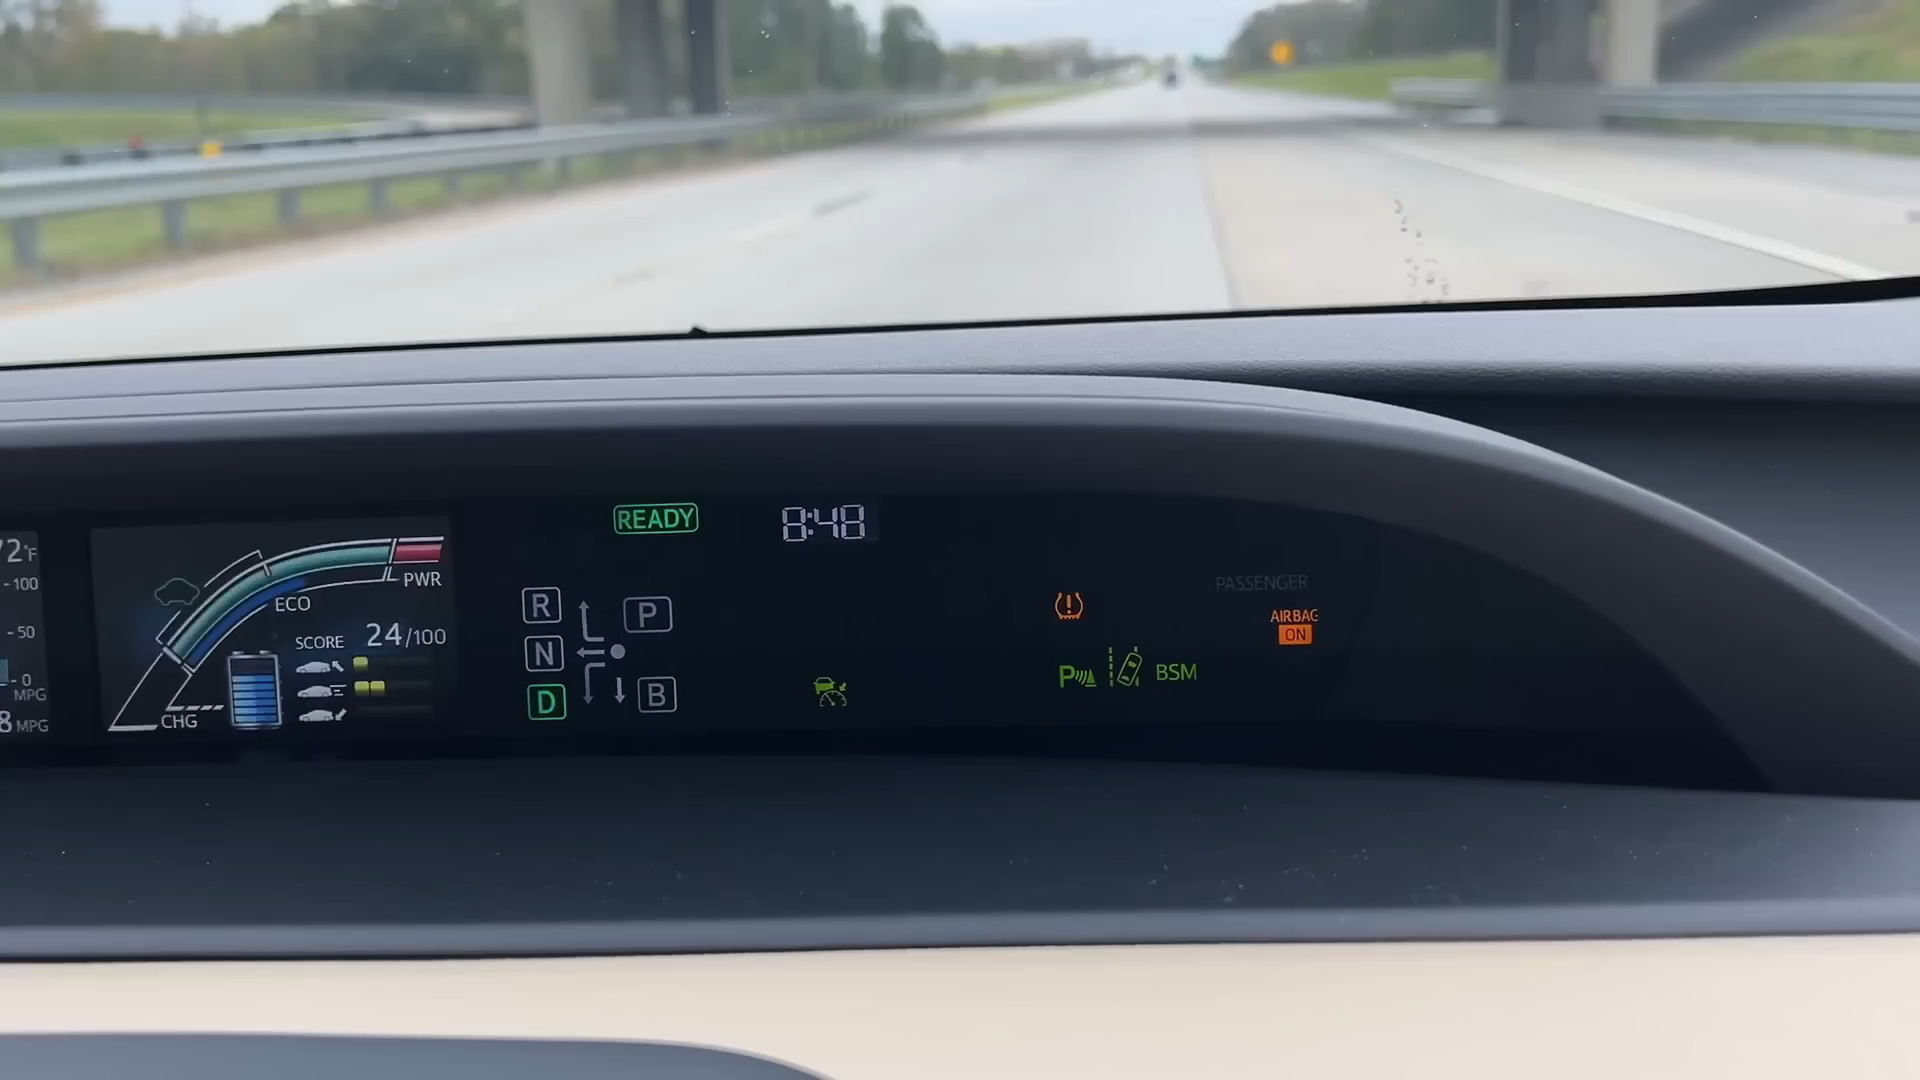 72°F
100
50
0
MPG
8 MPG
PWR
ECO
SCORE 24/100
CHG
READY
8:48
R
P
N
D
B
P
BSM
PASSENGER
AIRBAG
ON